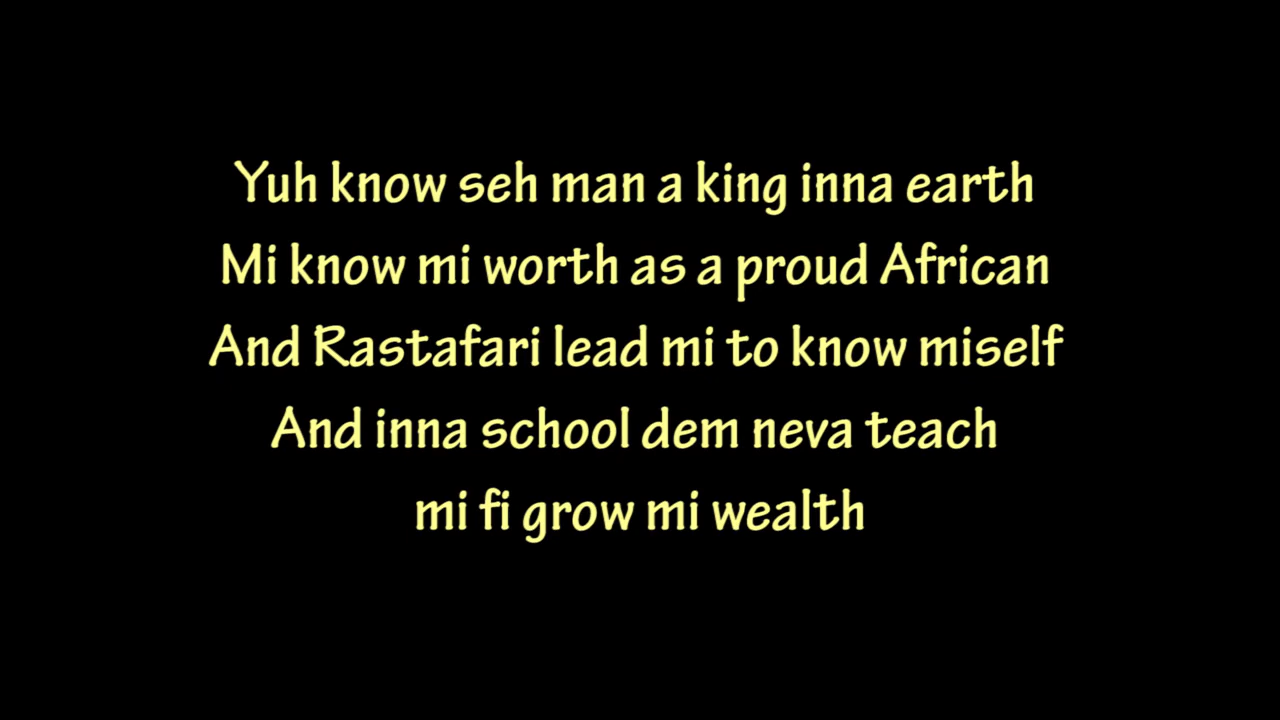 Yuh know seh man a king inna earth
Mi know mi worth as a proud African
And Rastafari lead mi to know miself
And inna school dem neva teach
mi fi grow mi wealth